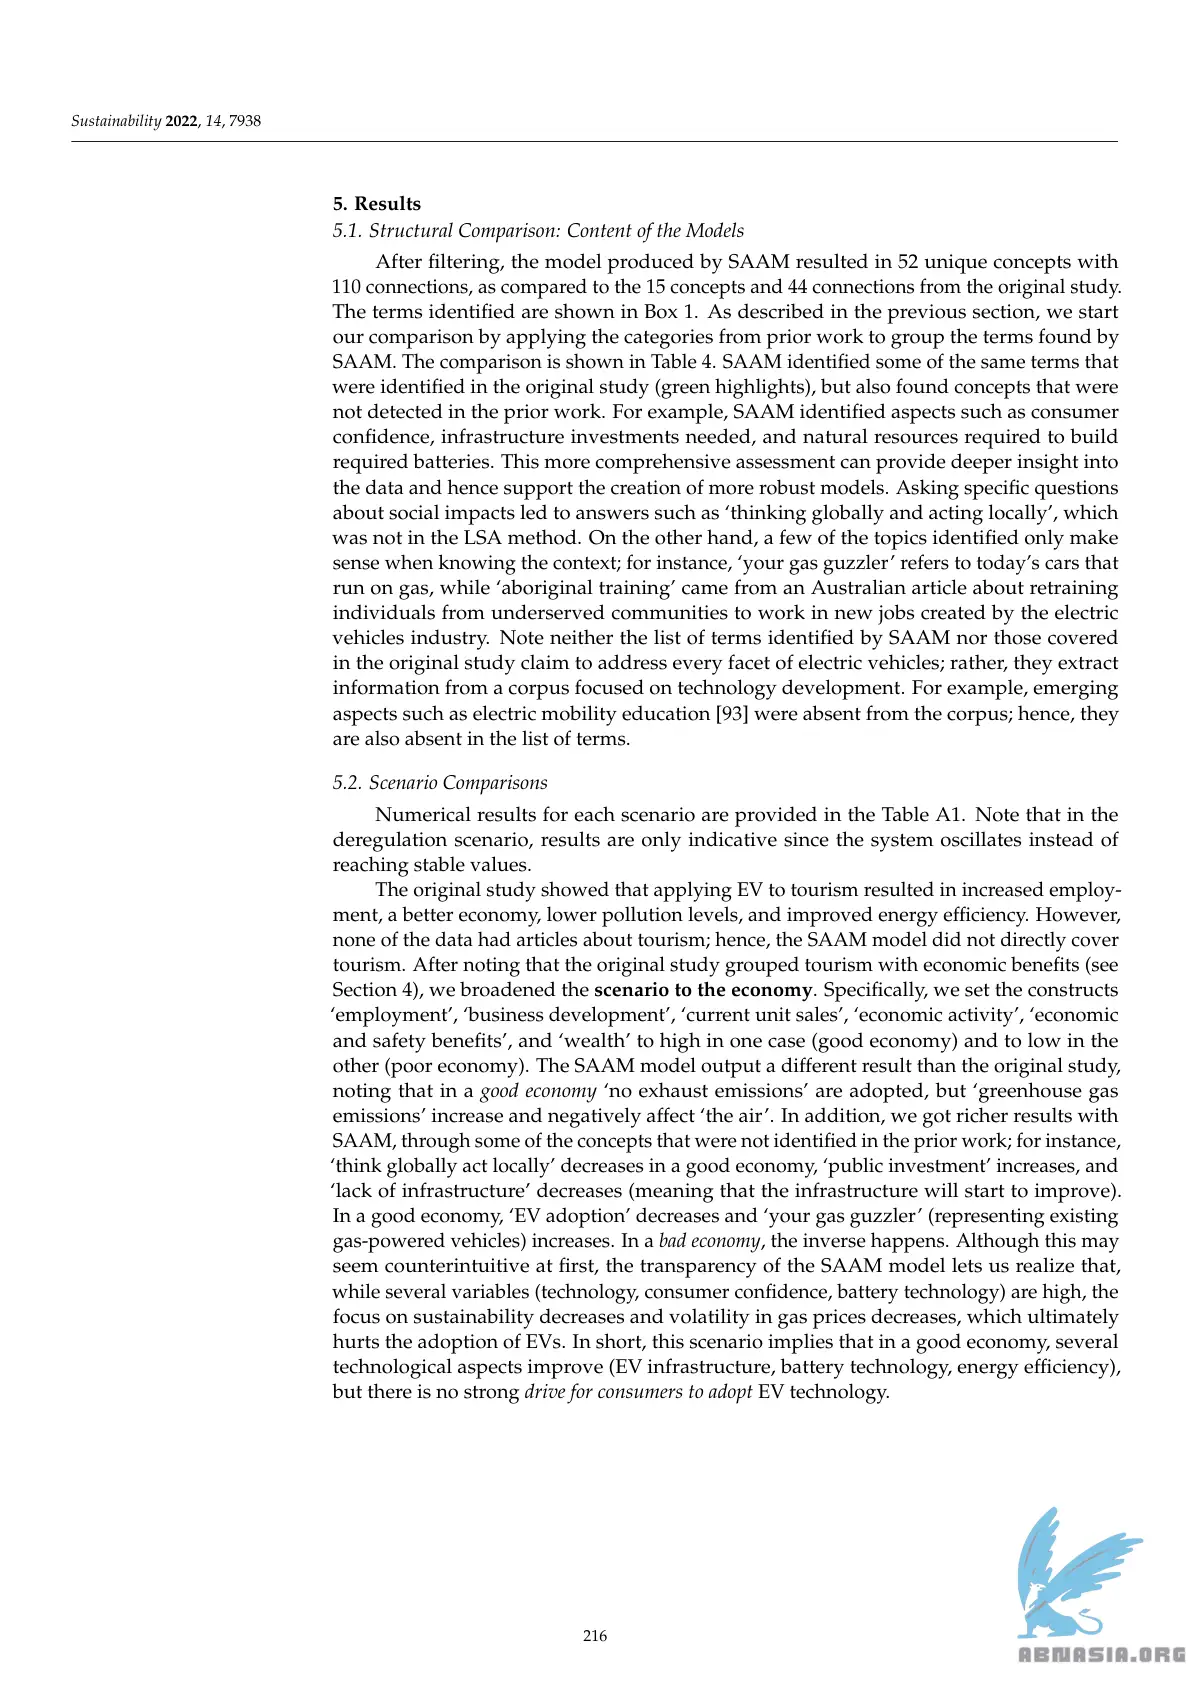 Sustainability 2022, 14, 7938
5. Results
5.1. Structural Comparison: Content of the Models
After filtering, the model produced by SAAM resulted in 52 unique concepts with
110 connections, as compared to the 15 concepts and 44 connections from the original study.
The terms identified are shown in Box 1. As described in the previous section, we start
our comparison by applying the categories from prior work to group the terms found by
SAAM. The comparison is shown in Table 4. SAAM identified some of the same terms that
were identified in the original study (green highlights), but also found concepts that were
not detected in the prior work. For example, SAAM identified aspects such as consumer
confidence, infrastructure investments needed, and natural resources required to build
required batteries. This more comprehensive assessment can provide deeper insight into
the data and hence support the creation of more robust models. Asking specific questions
about social impacts led to answers such as ‘thinking globally and acting locally’, which
was not in the LSA method. On the other hand, a few of the topics identified only make
sense when knowing the context; for instance, ‘your gas guzzler’ refers to today’s cars that
run on gas, while ‘aboriginal training’ came from an Australian article about retraining
individuals from underserved communities to work in new jobs created by the electric
vehicles industry. Note neither the list of terms identified by SAAM nor those covered
in the original study claim to address every facet of electric vehicles; rather, they extract
information from a corpus focused on technology development. For example, emerging
aspects such as electric mobility education [93] were absent from the corpus; hence, they
are also absent in the list of terms.
5.2. Scenario Comparisons
Numerical results for each scenario are provided in the Table A1. Note that in the
deregulation scenario, results are only indicative since the system oscillates instead of
reaching stable values.
The original study showed that applying EV to tourism resulted in increased employ-
ment, a better economy, lower pollution levels, and improved energy efficiency. However,
none of the data had articles about tourism; hence, the SAAM model did not directly cover
tourism. After noting that the original study grouped tourism with economic benefits (see
Section 4), we broadened the scenario to the economy. Specifically, we set the constructs
‘employment’, ‘business development’, ‘current unit sales’, ‘economic activity’, ‘economic
and safety benefits’, and ‘wealth’ to high in one case (good economy) and to low in the
other (poor economy). The SAAM model output a different result than the original study,
noting that in a good economy ‘no exhaust emissions’ are adopted, but ‘greenhouse gas
emissions’ increase and negatively affect ‘the air’. In addition, we got richer results with
SAAM, through some of the concepts that were not identified in the prior work; for instance,
‘think globally act locally’ decreases in a good economy, ‘public investment’ increases, and
‘lack of infrastructure’ decreases (meaning that the infrastructure will start to improve).
In a good economy, ‘EV adoption’ decreases and ‘your gas guzzler’ (representing existing
gas-powered vehicles) increases. In a bad economy, the inverse happens. Although this may
seem counterintuitive at first, the transparency of the SAAM model lets us realize that,
while several variables (technology, consumer confidence, battery technology) are high, the
focus on sustainability decreases and volatility in gas prices decreases, which ultimately
hurts the adoption of EVs. In short, this scenario implies that in a good economy, several
technological aspects improve (EV infrastructure, battery technology, energy efficiency),
but there is no strong drive for consumers to adopt EV technology.
216
ABNASIA.ORG